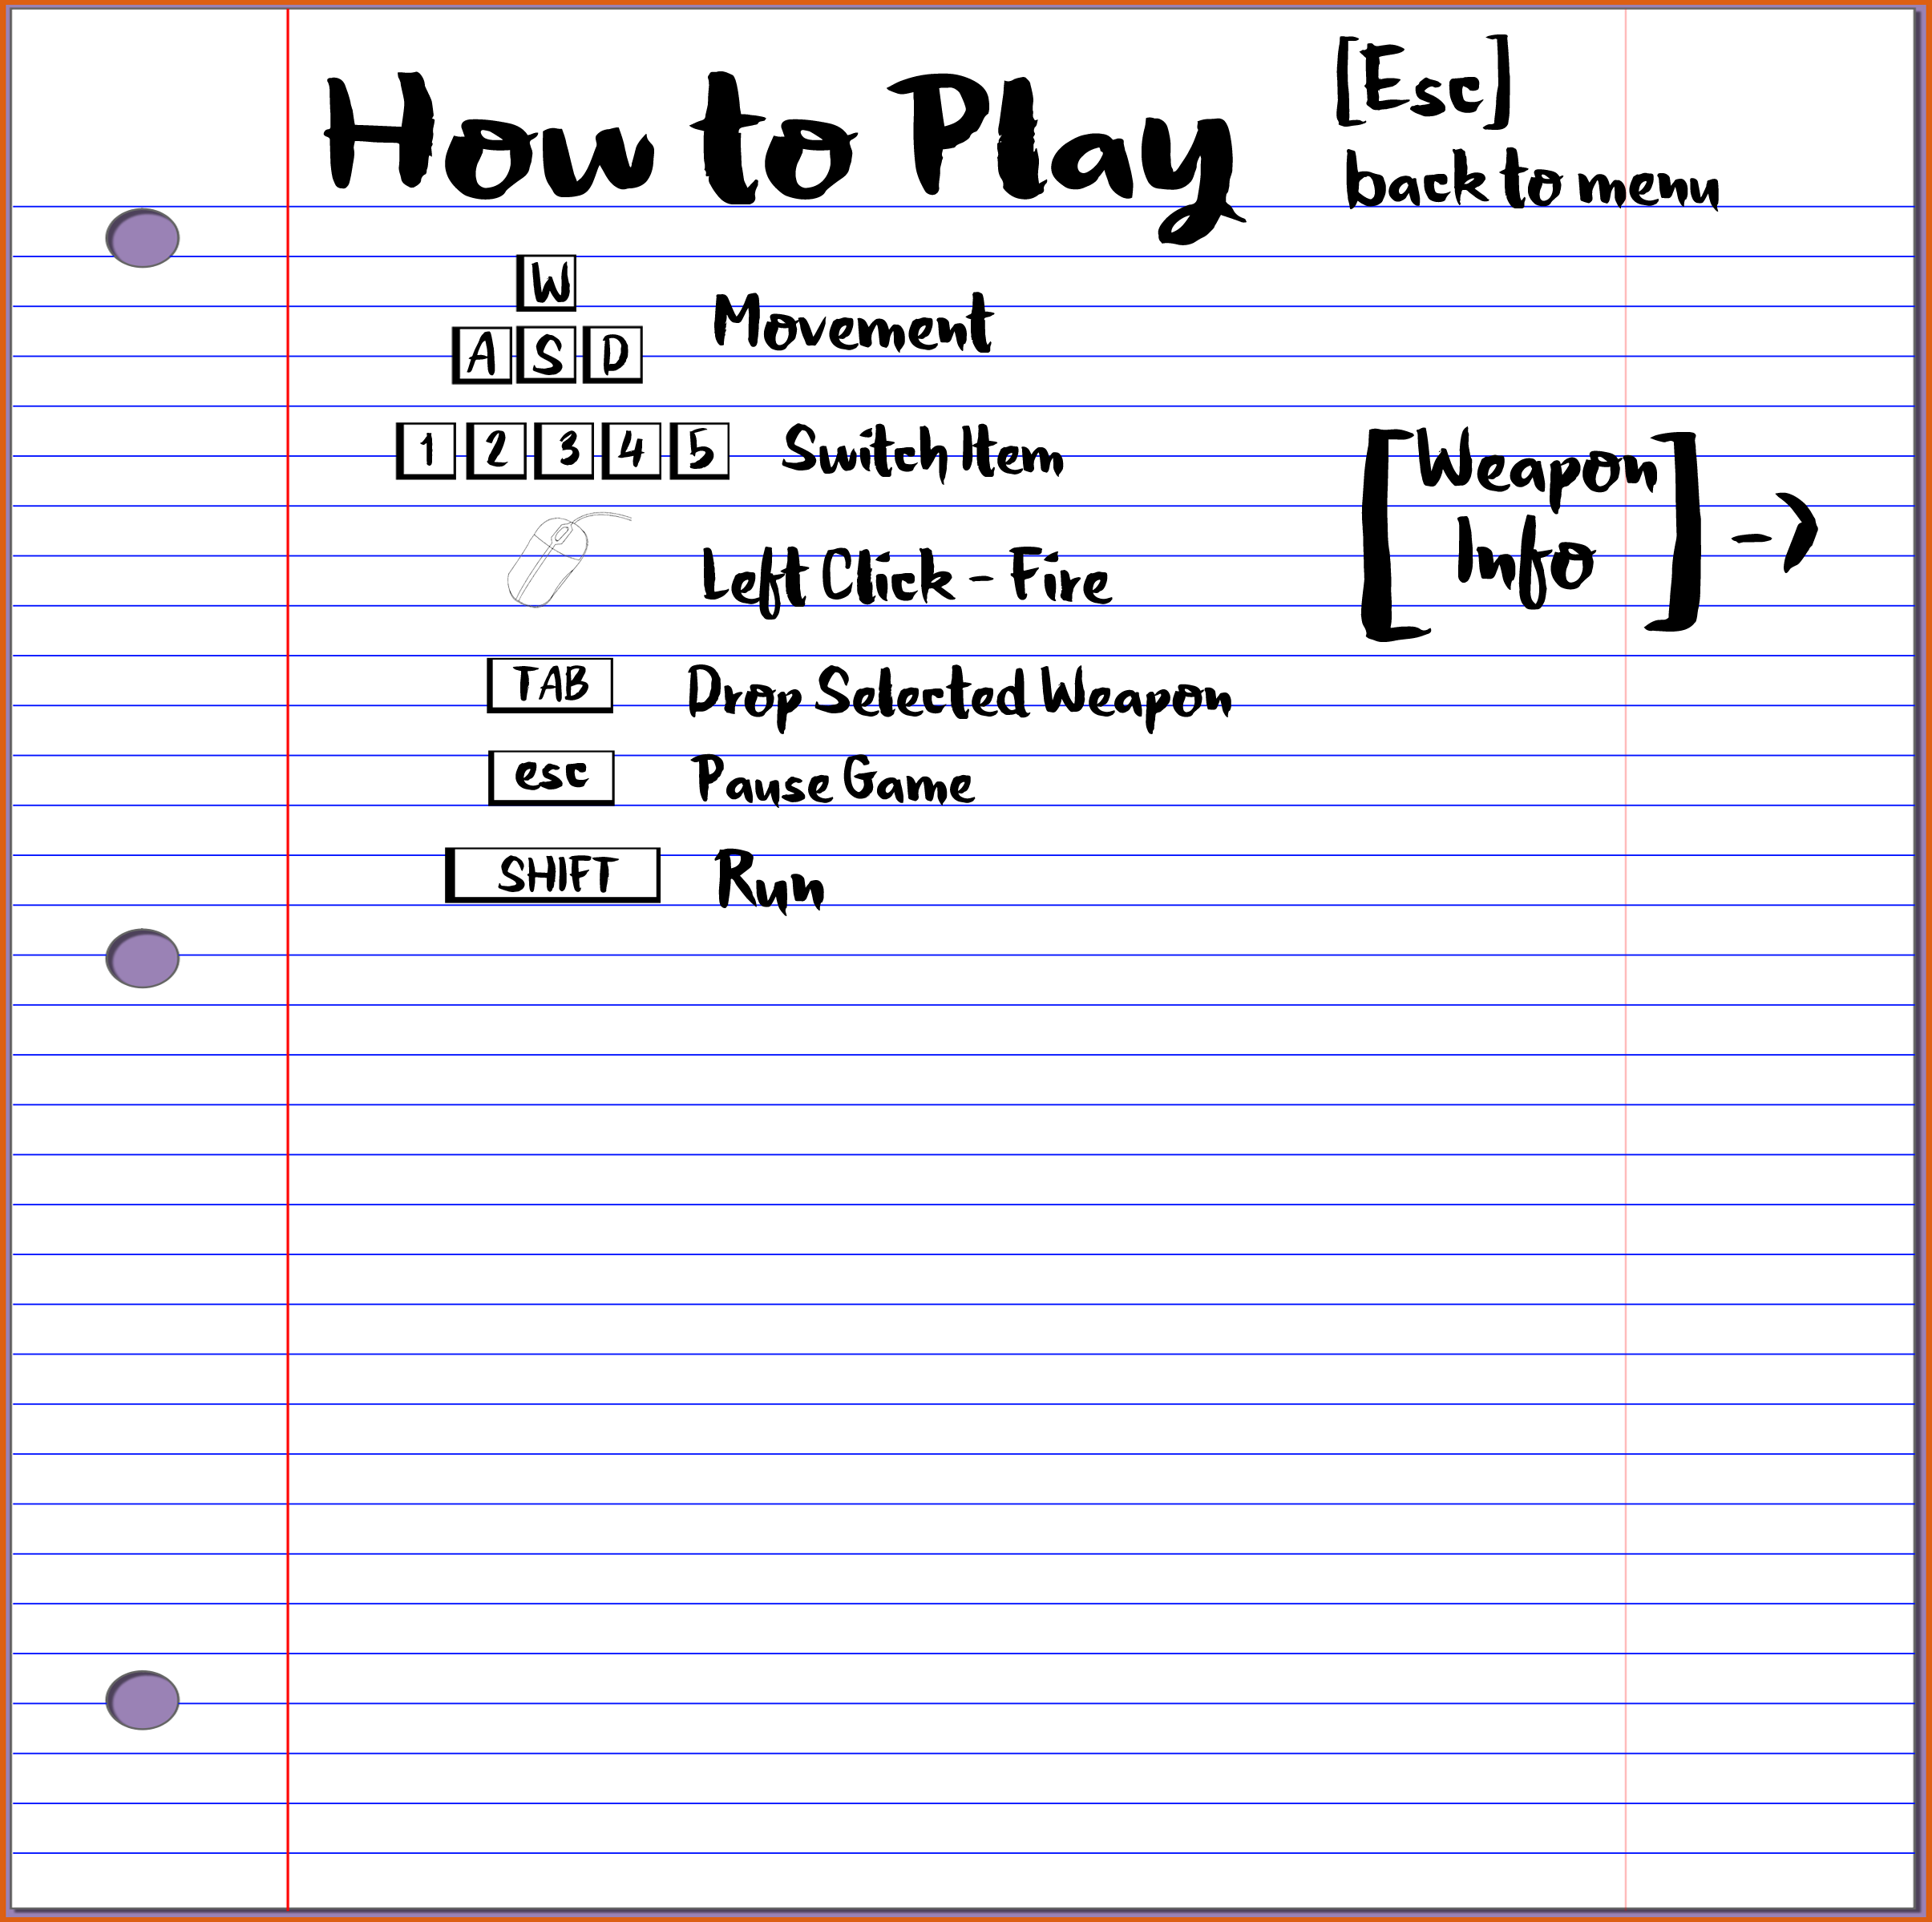 How to Play
[Esc]
back to menu
W
A S D
Movement
1 2 3 4 5 Switch Item
Left Click - Fire
[Weapon
Info] ->
TAB Drop Selected Weapon
esc Pause Game
SHIFT Run